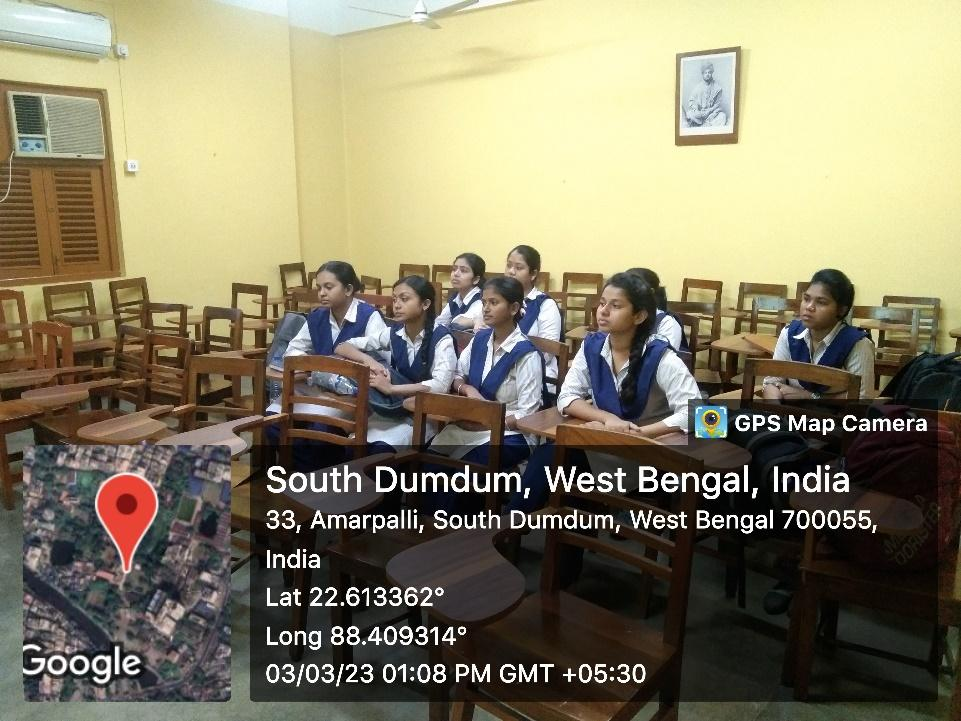 GPS Map Camera
South Dumdum, West Bengal, India
33, Amarpalli, South Dumdum, West Bengal 700055,
India
Lat 22.613362°
Long 88.409314°
03/03/23 01:08 PM GMT +05:30
Google